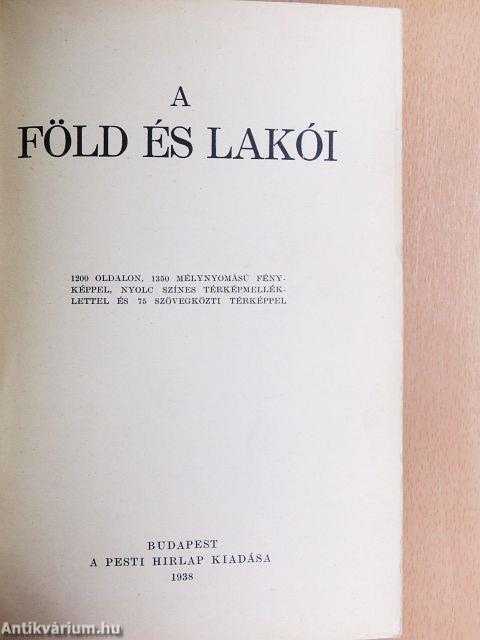 A
FÖLD ÉS LAKÓI
1200 OLDALON, 1350 MÉLYNYOMÁSÚ FÉNY-
KÉPPEL, NYOLC SZÍNES TÉRKÉPMELLÉK-
LETTEL ÉS 75 SZÖVEGKÖZTI TÉRKÉPPEL
BUDAPEST
A PESTI HIRLAP KIADÁSA
1938
Antikvárium.hu